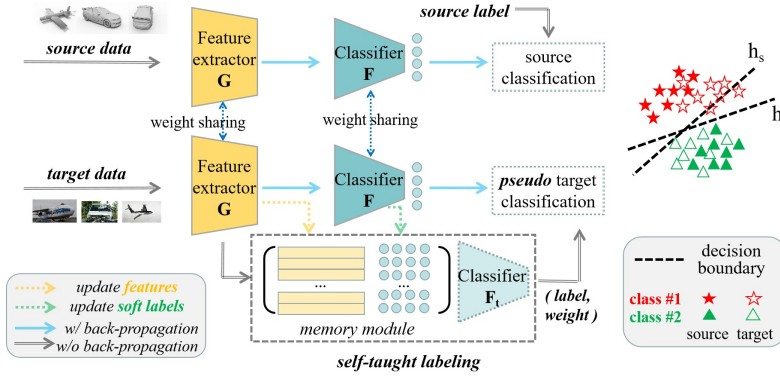 source data
Feature
extractor
G
Classifier
F
source label
source
classification
weight sharing
weight sharing
target data
Feature
extractor
G
Classifier
F
pseudo target
classification
...
...
Classifier
Ft
( label,
weight )
memory module
self-taught labeling
update features
update soft labels
w/ back-propagation
w/o back-propagation
hs
h
decision
boundary
class #1
class #2
source
target